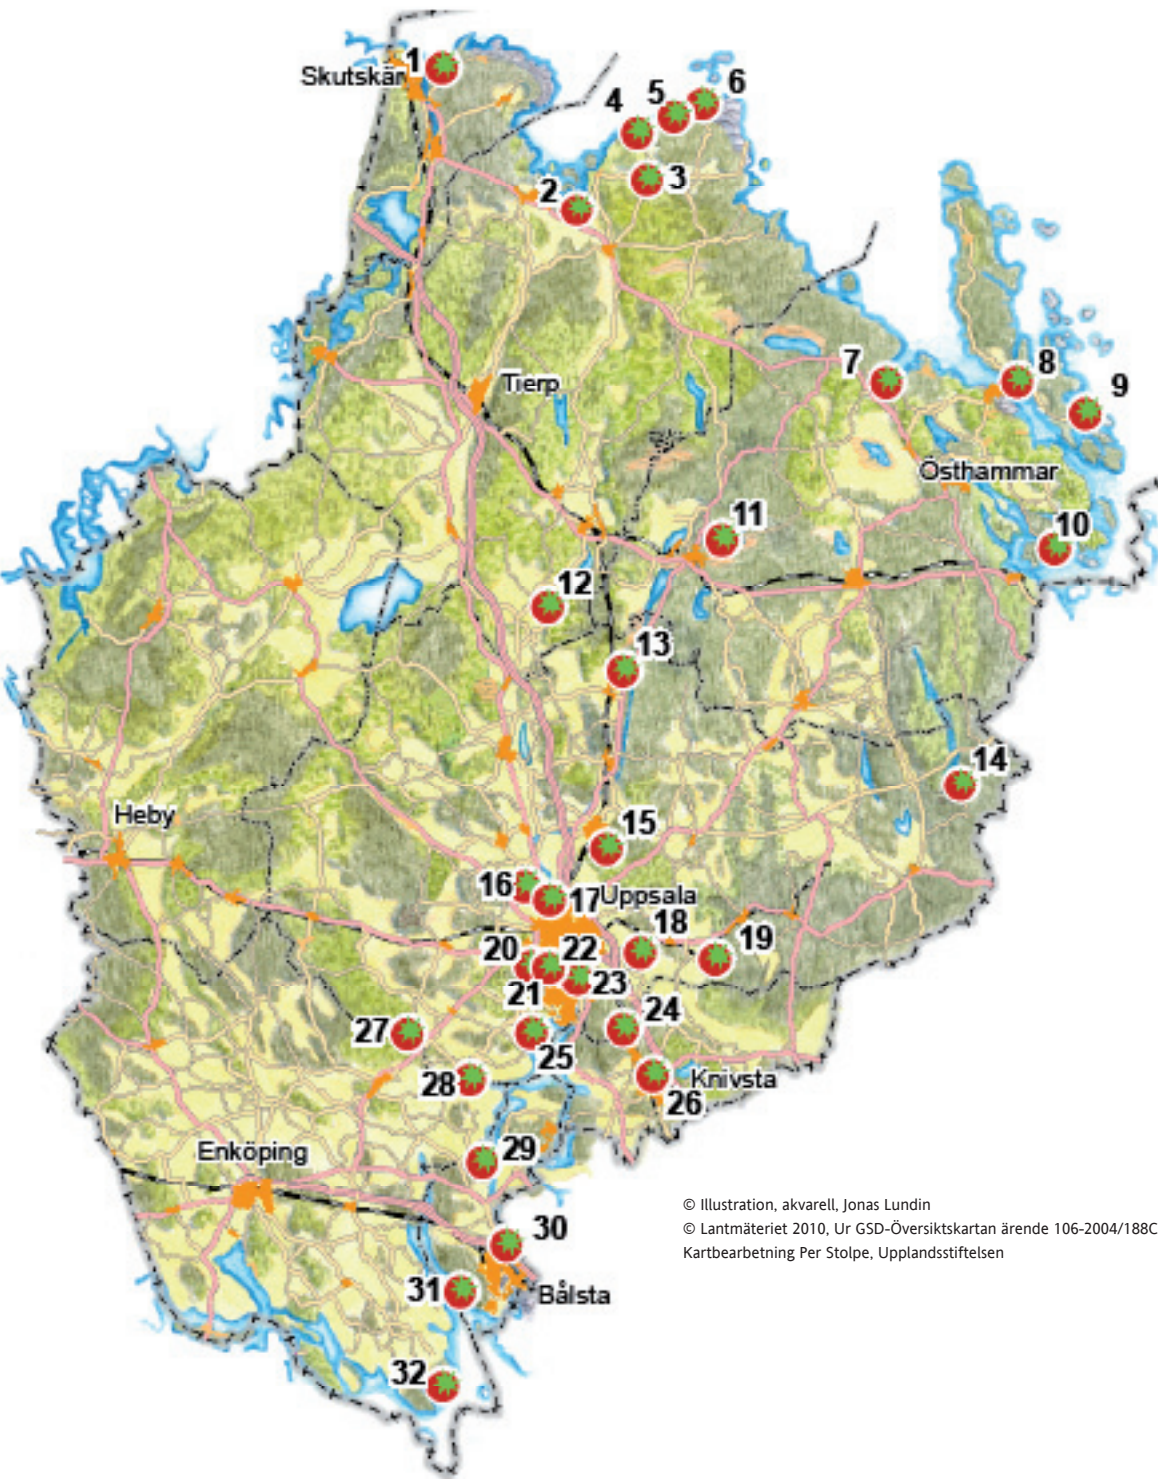 1
Skutskär
2
3
4
5
6
Tierp
7
8
9
Östhammar
10
11
12
13
14
Heby
15
16
17
Uppsala
18
19
20
22
21
23
24
25
27
28
26
Knivsta
Enköping
29
30
31
Bålsta
32
© Illustration, akvarell, Jonas Lundin
© Lantmäteriet 2010, Ur GSD-Översiktskartan ärende 106-2004/188C
Kartbearbetning Per Stolpe, Upplandsstiftelsen